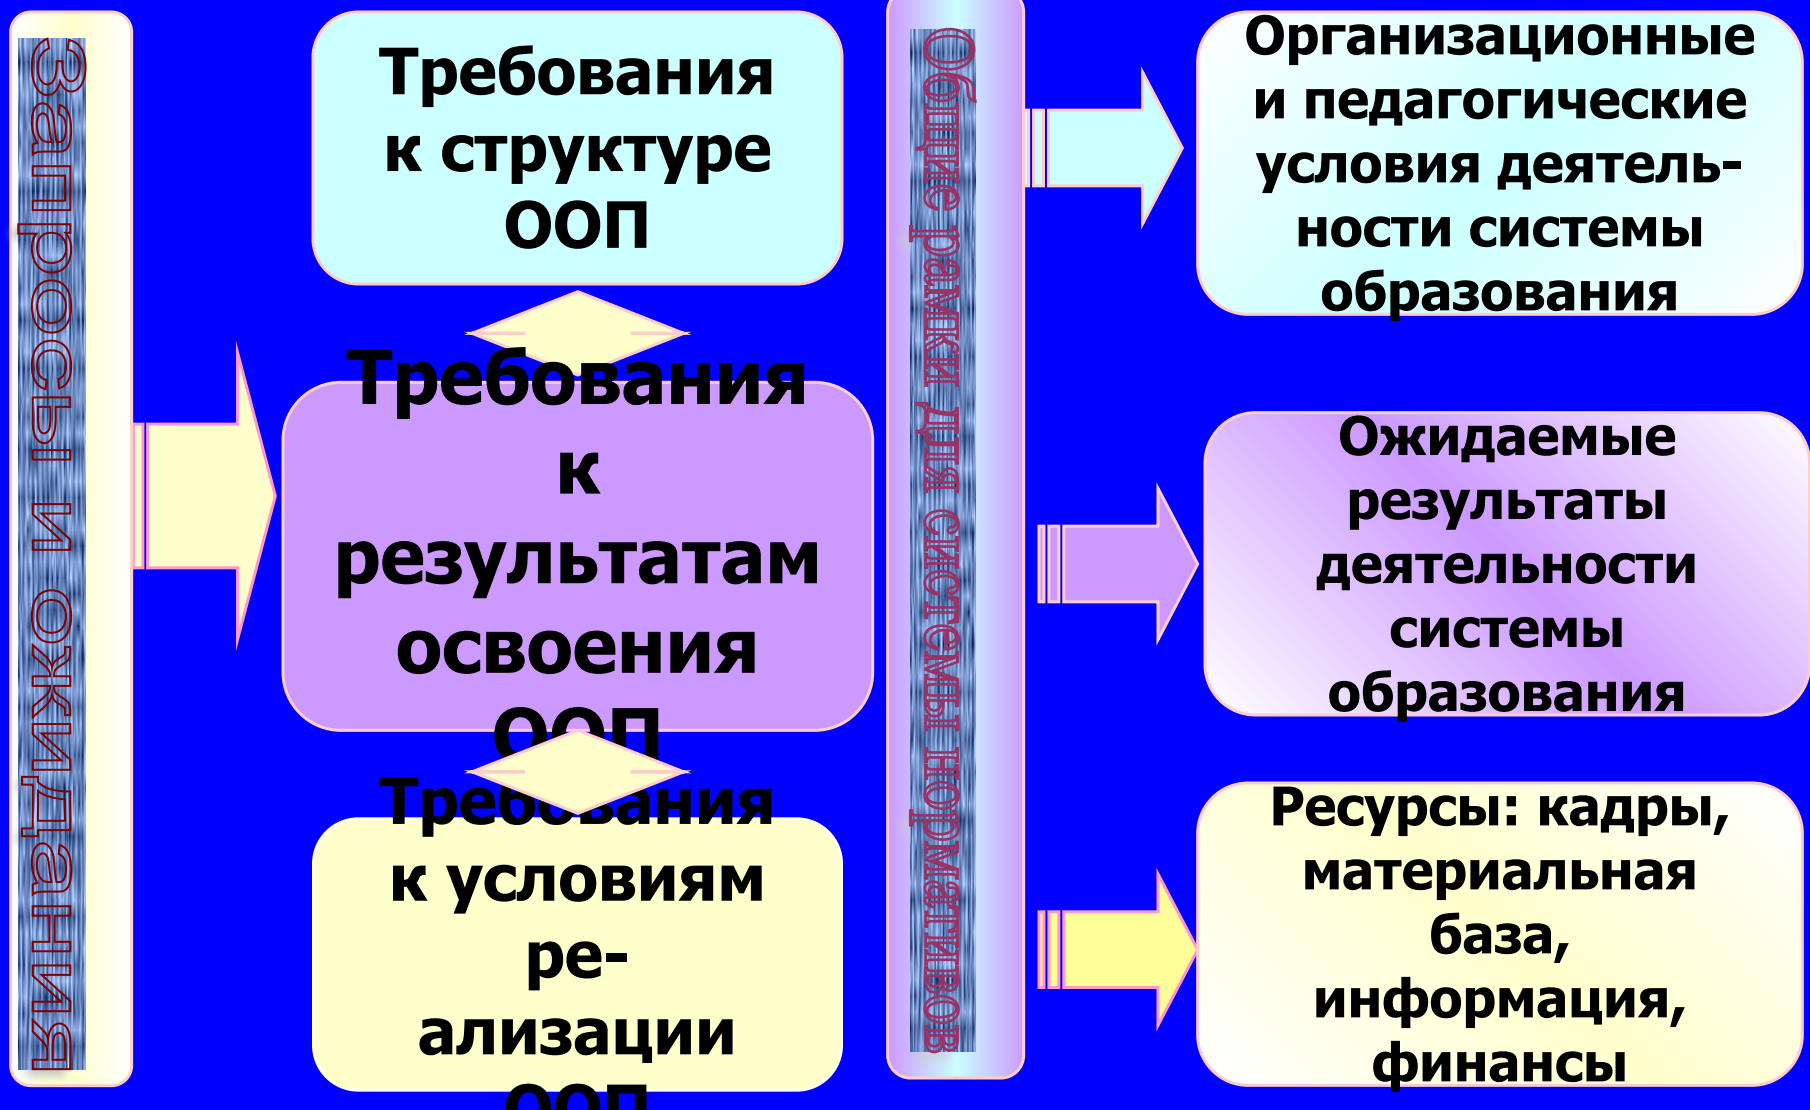 Запросы и ожидания
Требования
к структуре
ООП
Требования
к
результатам
освоения
ООП
Требования
к условиям
ре-
ализации
ООП
Общие рамки для системы нормативов
Организационные
и педагогические
условия деятель-
ности системы
образования
Ожидаемые
результаты
деятельности
системы
образования
Ресурсы: кадры,
материальная
база,
информация,
финансы